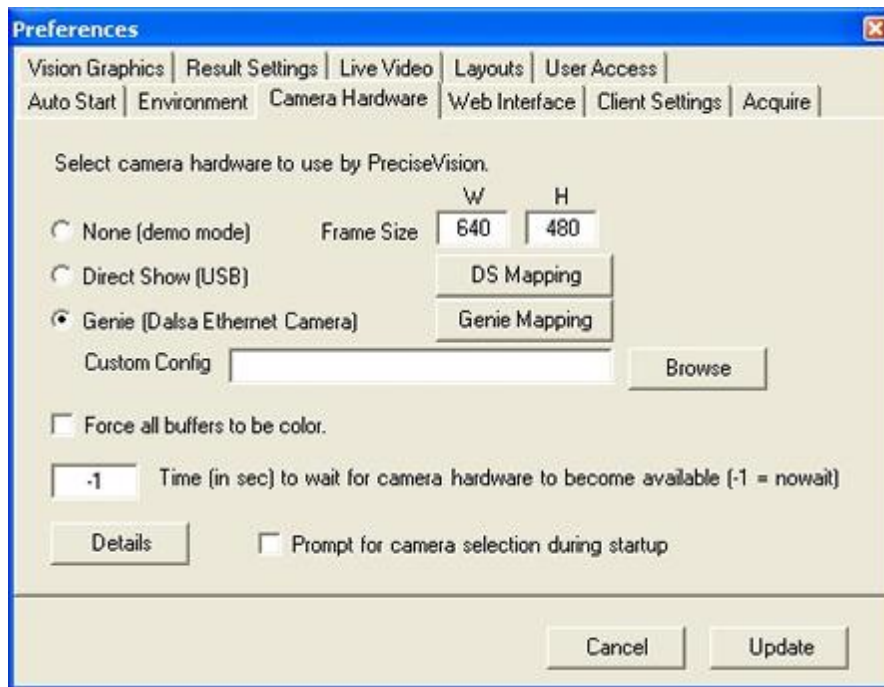 Preferences
Vision Graphics Result Settings Live Video Layouts User Access
Auto Start Environment Camera Hardware Web Interface Client Settings Acquire
Select camera hardware to use by PreciseVision.
W H
None (demo mode) Frame Size 640 480
Direct Show (USB) DS Mapping
Genie (Dalsa Ethernet Camera) Genie Mapping
Custom Config Browse
Force all buffers to be color.
-1 Time (in sec) to wait for camera hardware to become available (-1 = nowait)
Details Prompt for camera selection during startup
Cancel Update